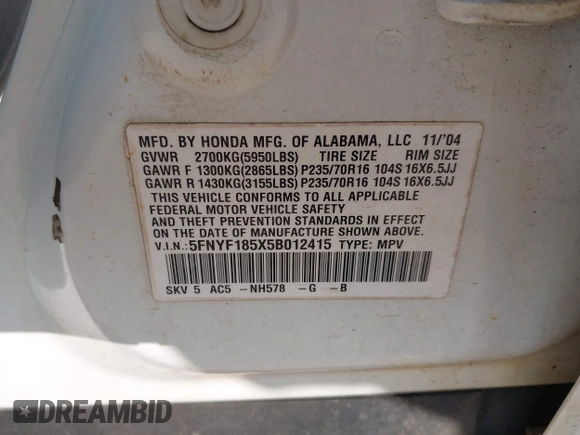 MFD. BY HONDA MFG. OF ALABAMA, LLC 11/'04
GVWR 2700KG(5950LBS) TIRE SIZE RIM SIZE
GAWR F 1300KG(2865LBS)P235/70R16 104S 16X6.5JJ
GAWR R 1430KG(3155LBS)P235/70R16 104S 16X6.5JJ
THIS VEHICLE CONFORMS TO ALL APPLICABLE
FEDERAL MOTOR VEHICLE SAFETY
AND THEFT PREVENTION STANDARDS IN EFFECT
ON THE DATE OF MANUFACTURE SHOWN ABOVE.
V.I.N.: 5FNYF185X5B012415 TYPE: MPV
SKV 5 AC5 -NH578 -G -B
DREAMBID